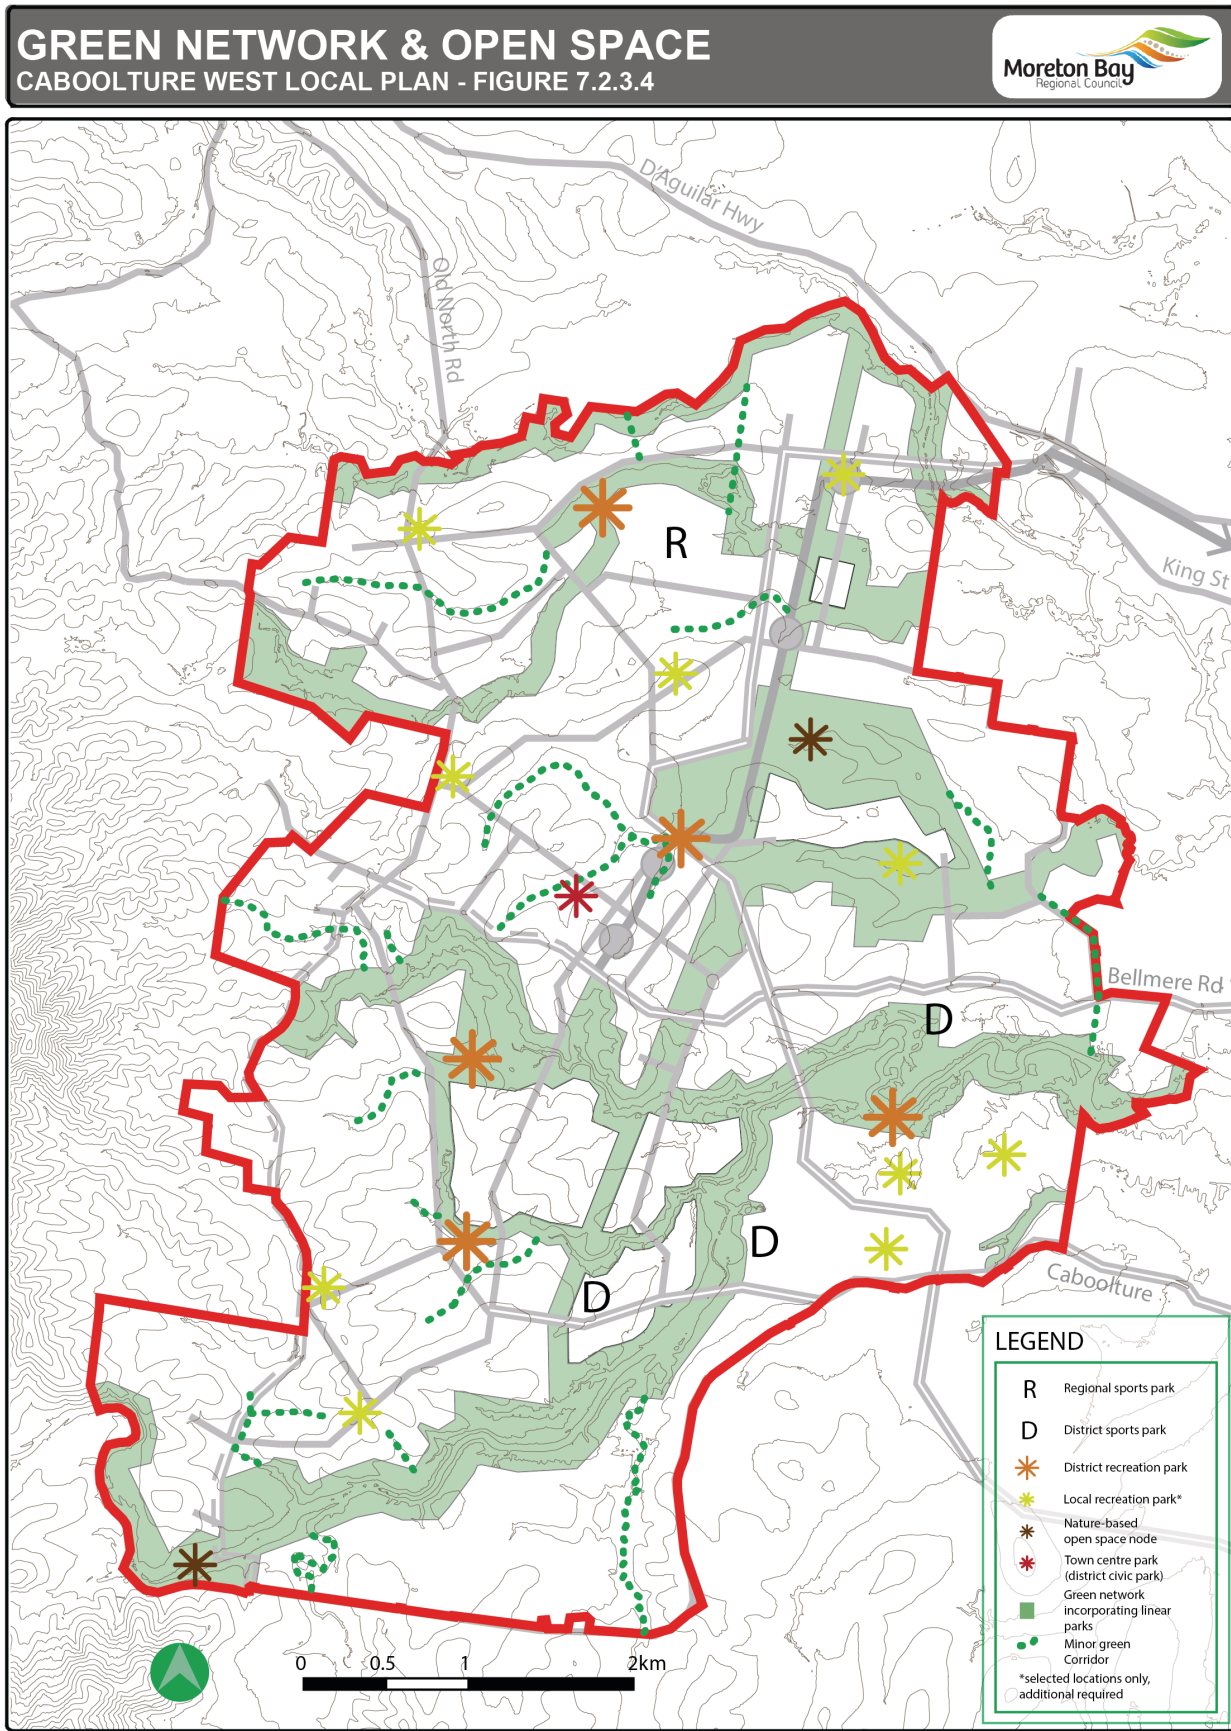 GREEN NETWORK & OPEN SPACE
CABOOLTURE WEST LOCAL PLAN - FIGURE 7.2.3.4
Moreton Bay
Regional Council
D'Aguilar Hwy
Old North Rd
R
King St
D
Bellmere Rd
D
D
Caboolture
LEGEND
R Regional sports park
D District sports park
District recreation park
Local recreation park*
Nature-based
open space node
Town centre park
(district civic park)
Green network
incorporating linear
parks
Minor green
Corridor
*selected locations only,
additional required
0 0.5 1 2km